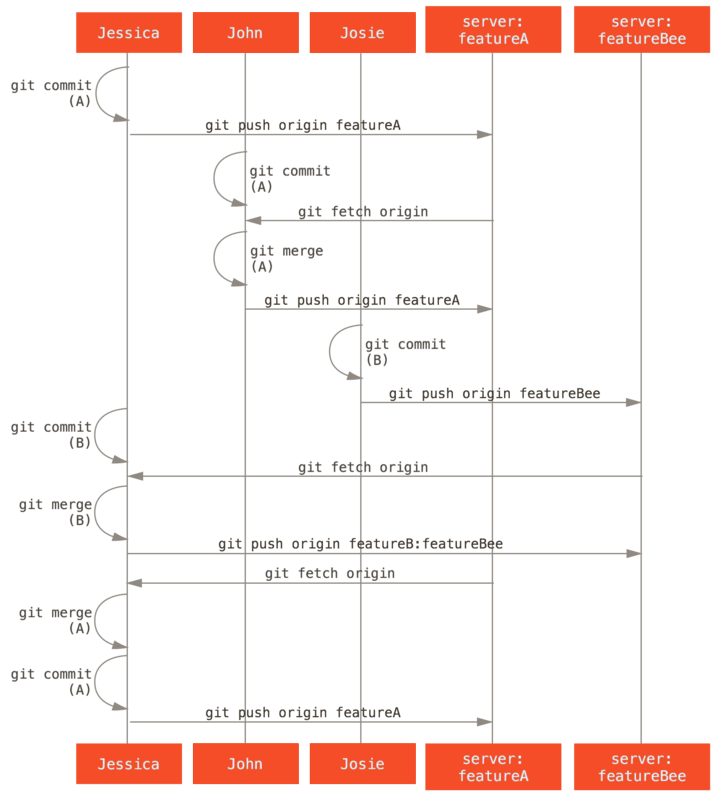 Jessica
John
Josie
server:
featureA
server:
featureBee
git commit
(A)
git push origin featureA
git commit
(A)
git fetch origin
git merge
(A)
git push origin featureA
git commit
(B)
git push origin featureBee
git commit
(B)
git fetch origin
git merge
(B)
git push origin featureB:featureBee
git fetch origin
git merge
(A)
git commit
(A)
git push origin featureA
Jessica
John
Josie
server:
featureA
server:
featureBee